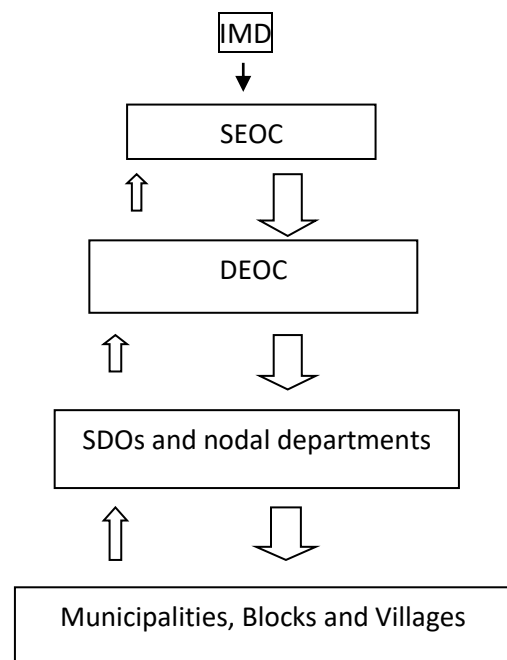 IMD
SEOC
DEOC
SDOs and nodal departments
Municipalities, Blocks and Villages